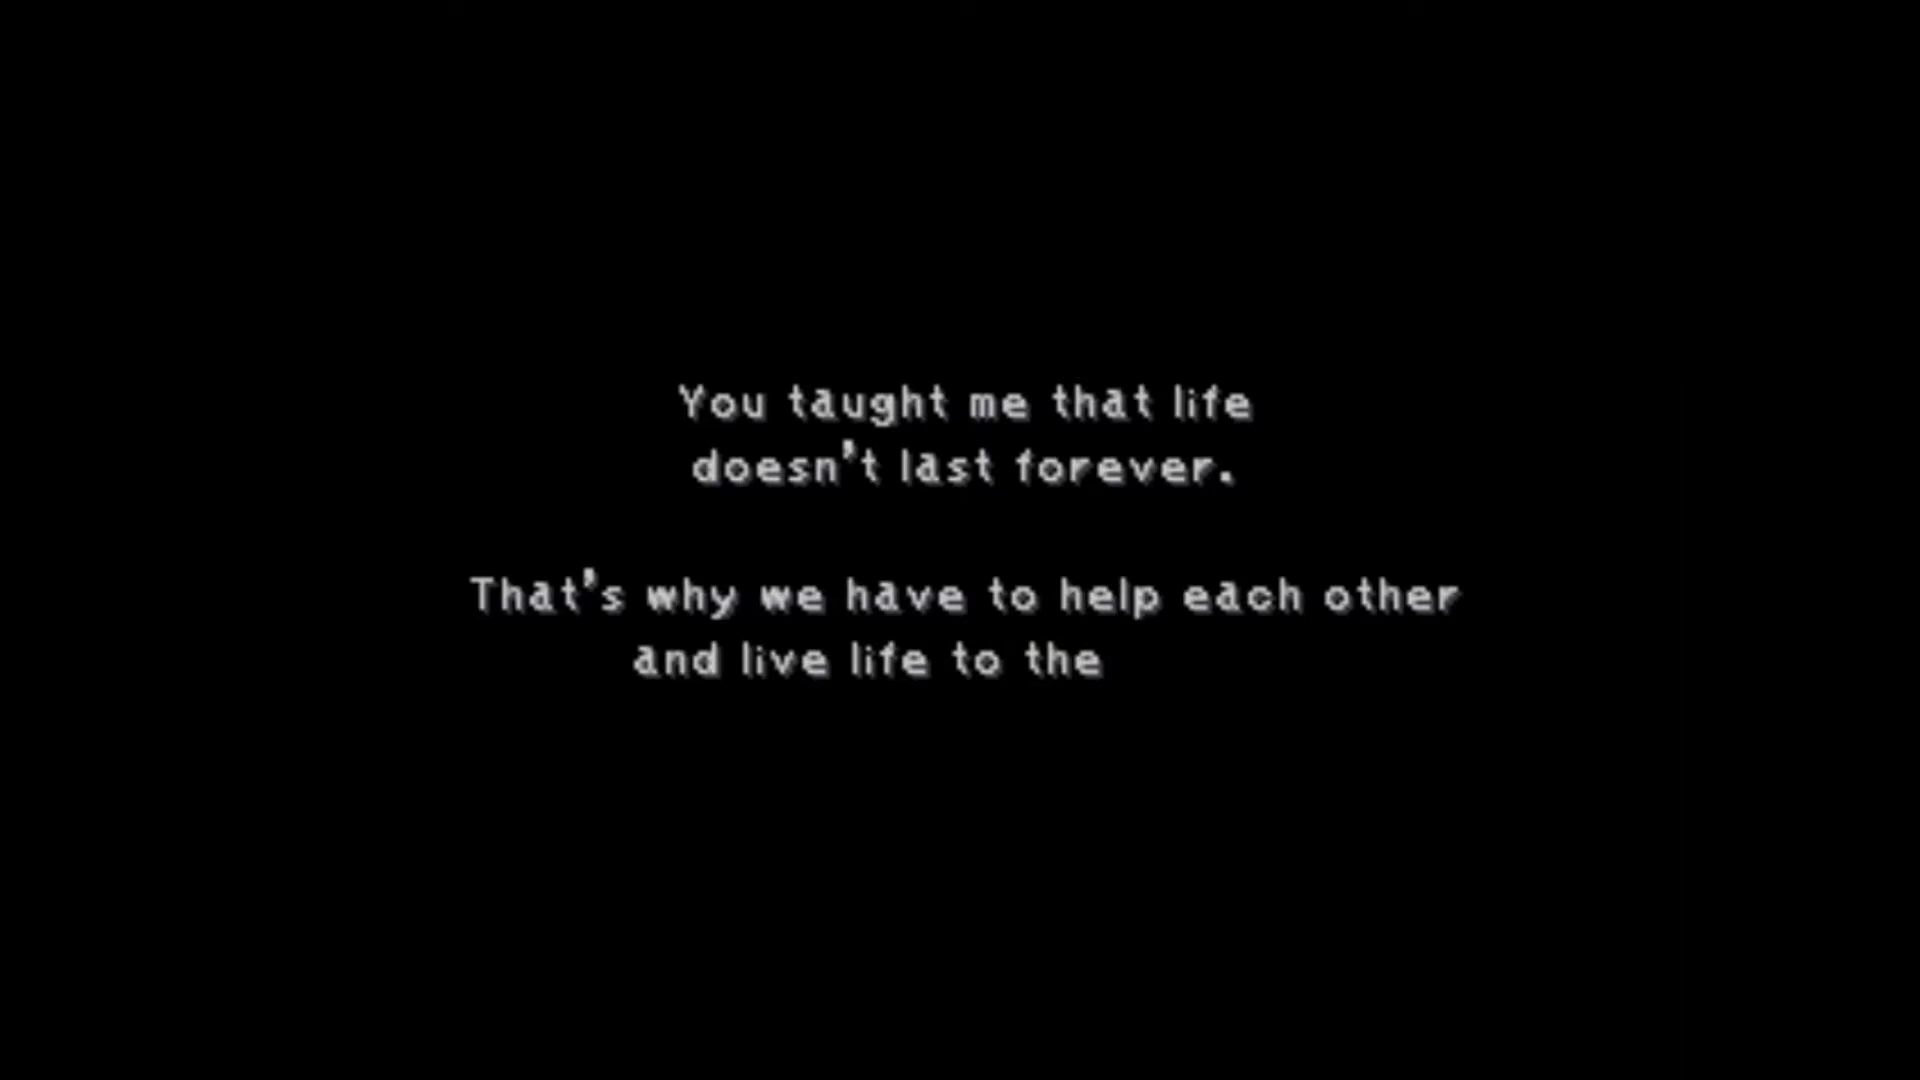 You taught me that life
doesn't last forever.
That's why we have to help each other
and live life to the